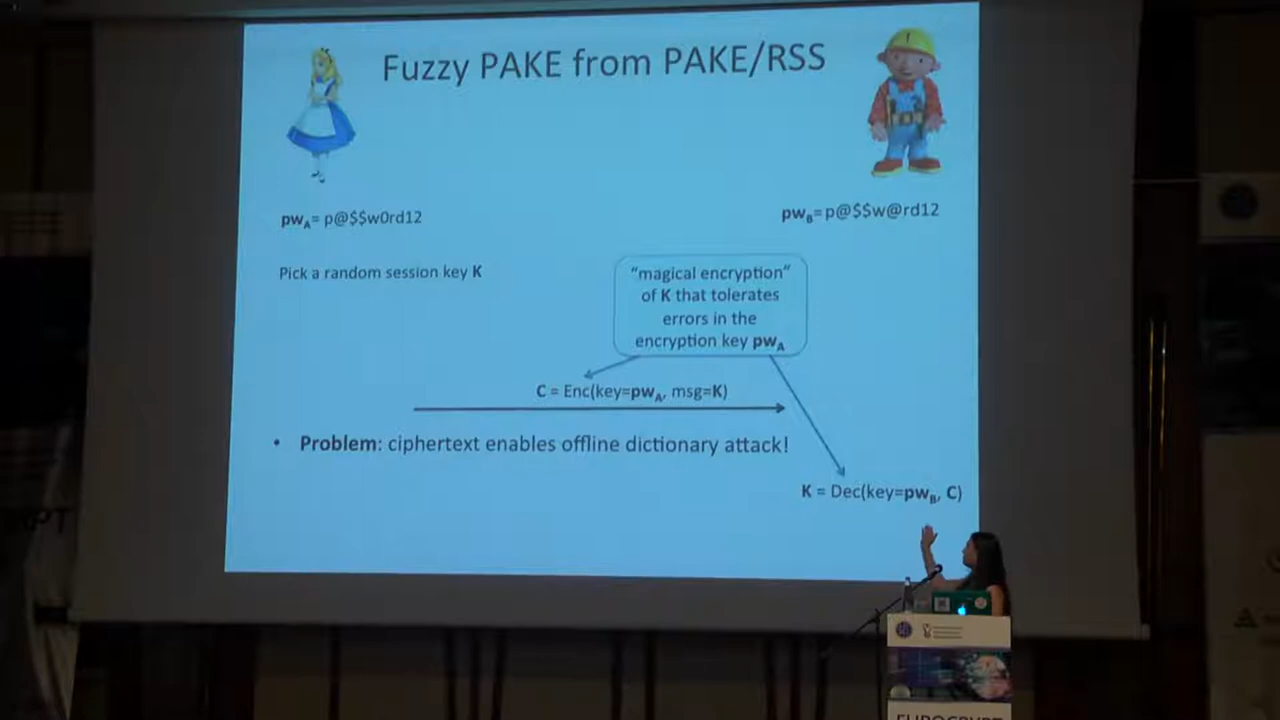 Fuzzy PAKE from PAKE/RSS
pwA= p@$$w0rd12
pwB=p@$$w@rd12
Pick a random session key K
"magical encryption"
of K that tolerates
errors in the
encryption key pwA
C = Enc(key=pwA, msg=K)
• Problem: ciphertext enables offline dictionary attack!
K = Dec(key=pwB, C)
EUROCRYPT